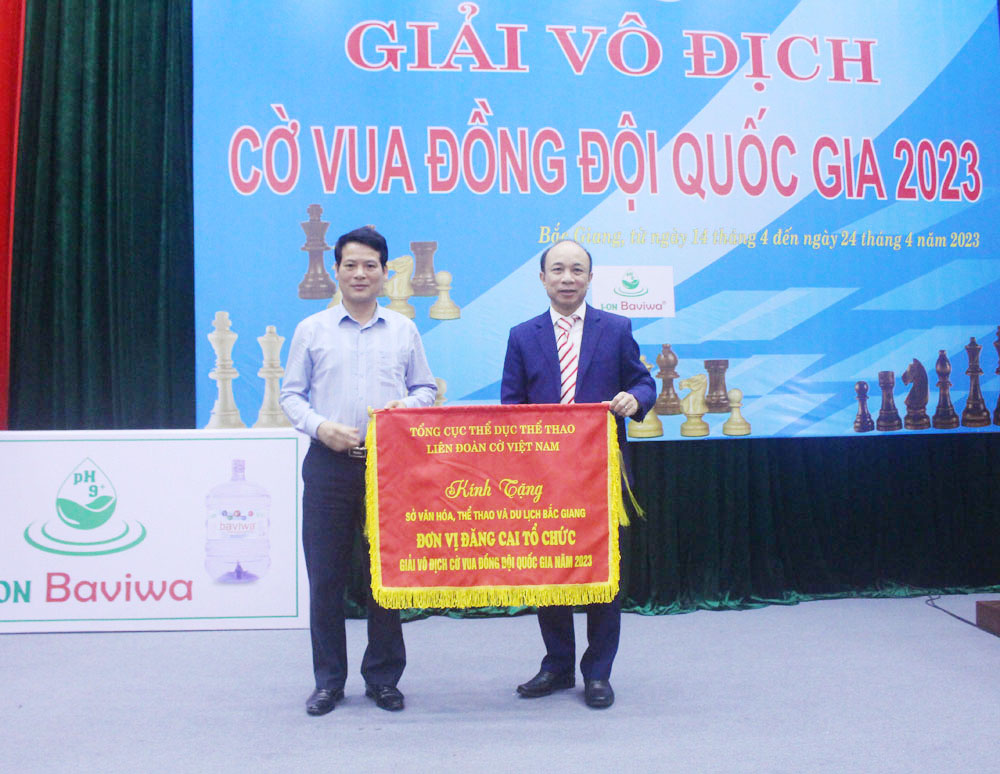 GIẢI VÔ ĐỊCH
CỜ VUA ĐỒNG ĐỘI QUỐC GIA 2023
Bắc Giang, từ ngày 14 tháng 4 đến ngày 24 tháng 4 năm 2023
I-ON Baviwa
TỔNG CỤC THỂ DỤC THỂ THAO
LIÊN ĐOÀN CỜ VIỆT NAM
Kính Tặng
SỞ VĂN HÓA, THỂ THAO VÀ DU LỊCH BẮC GIANG
ĐƠN VỊ ĐĂNG CAI TỔ CHỨC
GIẢI VÔ ĐỊCH CỜ VUA ĐỒNG ĐỘI QUỐC GIA NĂM 2023
pH
9+
baviwa
ON Baviwa